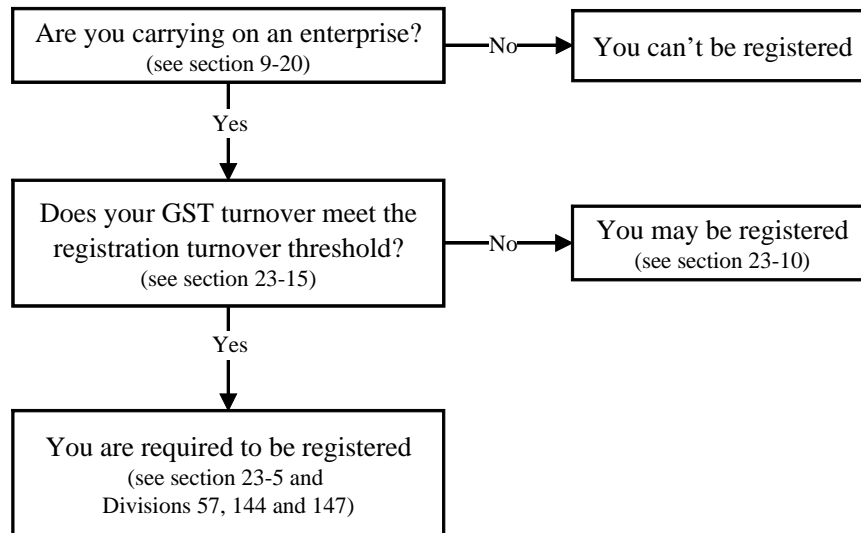 Are you carrying on an enterprise?
(see section 9-20)
No
You can’t be registered
Yes
Does your GST turnover meet the
registration turnover threshold?
(see section 23-15)
No
You may be registered
(see section 23-10)
Yes
You are required to be registered
(see section 23-5 and
Divisions 57, 144 and 147)